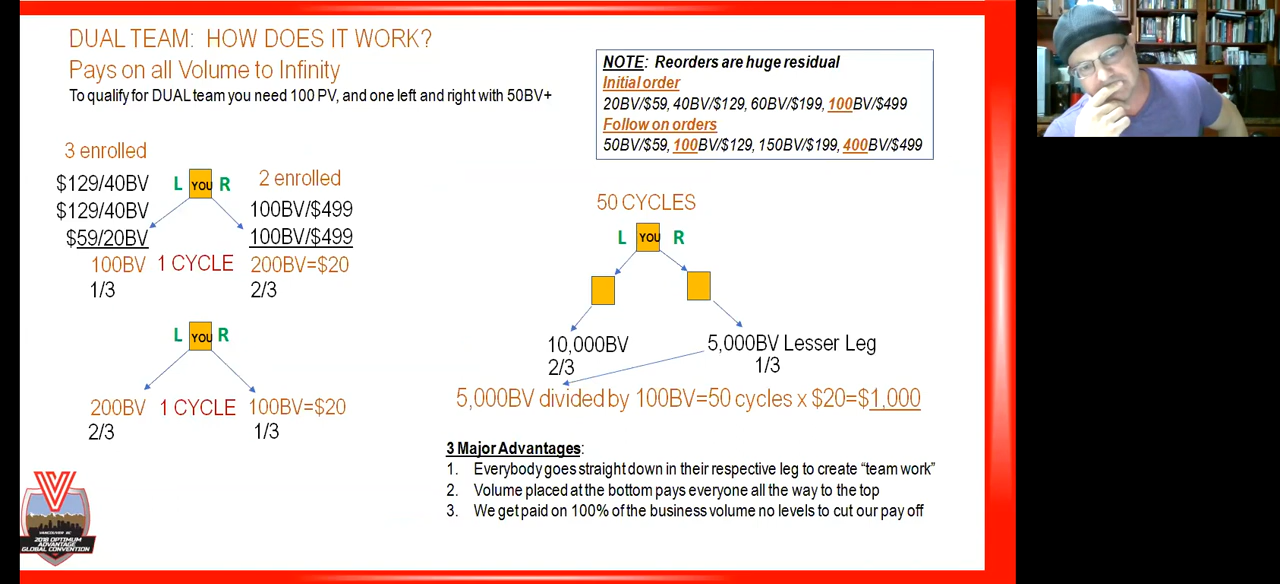 DUAL TEAM: HOW DOES IT WORK?
Pays on all Volume to Infinity
To qualify for DUAL team you need 100 PV, and one left and right with 50BV+
NOTE: Reorders are huge residual
Initial order
20BV/$59, 40BV/$129, 60BV/$199, 100BV/$499
Follow on orders
50BV/$59, 100BV/$129, 150BV/$199, 400BV/$499
3 enrolled
$129/40BV
$129/40BV
$59/20BV
100BV
1/3
L YOU R
1 CYCLE
2 enrolled
100BV/$499
100BV/$499
200BV=$20
2/3
L YOU R
200BV 1 CYCLE 100BV=$20
2/3 1/3
50 CYCLES
L YOU R
10,000BV 5,000BV Lesser Leg
2/3 1/3
5,000BV divided by 100BV=50 cycles x $20=$1,000
3 Major Advantages:
1. Everybody goes straight down in their respective leg to create “team work”
2. Volume placed at the bottom pays everyone all the way to the top
3. We get paid on 100% of the business volume no levels to cut our pay off
V
VANCOUVER BC
2018 OPTIMUM
ADVANTAGE
GLOBAL CONVENTION